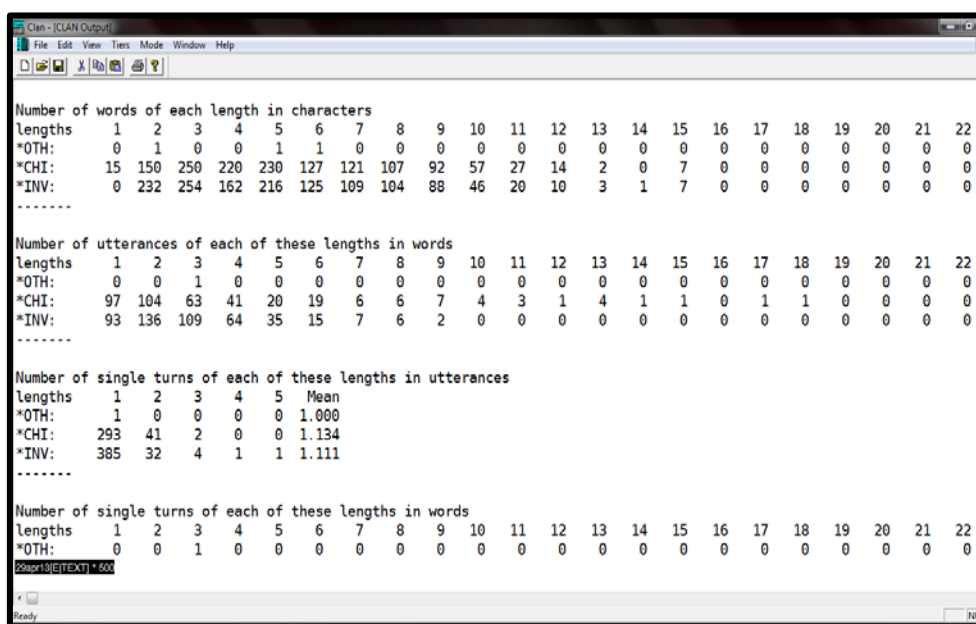 Clan - [CLAN Output]
File Edit View Tiers Mode Window Help
Number of words of each length in characters
lengths 1 2 3 4 5 6 7 8 9 10 11 12 13 14 15 16 17 18 19 20 21 22
*OTH: 0 1 0 0 1 1 0 0 0 0 0 0 0 0 0 0 0 0 0 0 0 0
*CHI: 15 150 250 220 230 127 121 107 92 57 27 14 2 0 7 0 0 0 0 0 0 0
*INV: 0 232 254 162 216 125 109 104 88 46 20 10 3 1 7 0 0 0 0 0 0 0
-------
Number of utterances of each of these lengths in words
lengths 1 2 3 4 5 6 7 8 9 10 11 12 13 14 15 16 17 18 19 20 21 22
*OTH: 0 0 1 0 0 0 0 0 0 0 0 0 0 0 0 0 0 0 0 0 0 0
*CHI: 97 104 63 41 20 19 6 6 7 4 3 1 4 1 1 0 1 1 0 0 0 0
*INV: 93 136 109 64 35 15 7 6 2 0 0 0 0 0 0 0 0 0 0 0 0 0
-------
Number of single turns of each of these lengths in utterances
lengths 1 2 3 4 5 Mean
*OTH: 1 0 0 0 0 1.000
*CHI: 293 41 2 0 0 1.134
*INV: 385 32 4 1 1 1.111
-------
Number of single turns of each of these lengths in words
lengths 1 2 3 4 5 6 7 8 9 10 11 12 13 14 15 16 17 18 19 20 21 22
*OTH: 0 0 1 0 0 0 0 0 0 0 0 0 0 0 0 0 0 0 0 0 0 0
29apr13[E|TEXT] * 500
Ready